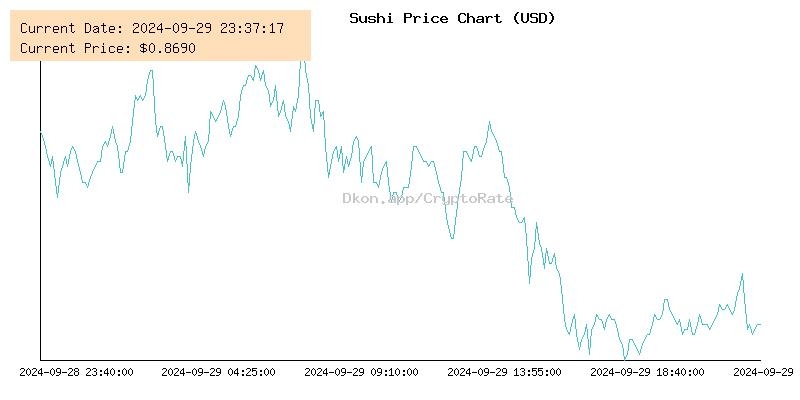 Sushi Price Chart (USD)
Current Date: 2024-09-29 23:37:17
Current Price: $0.8690
Dkon.app/CryptoRate
2024-09-28 23:40:00
2024-09-29 04:25:00
2024-09-29 09:10:00
2024-09-29 13:55:00
2024-09-29 18:40:00
2024-09-29